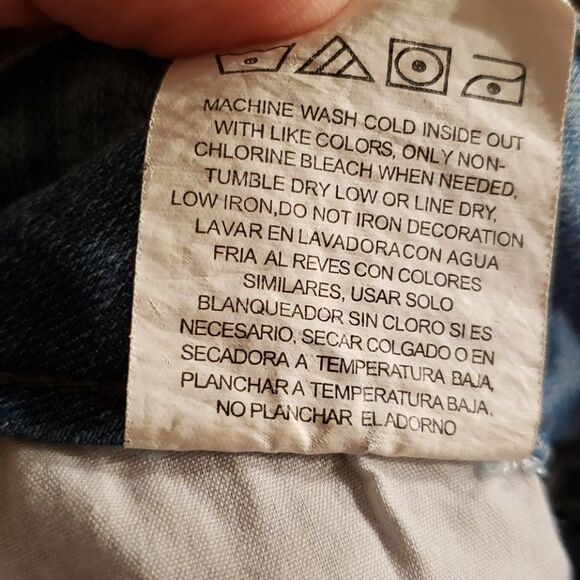 MACHINE WASH COLD INSIDE OUT
WITH LIKE COLORS, ONLY NON-
CHLORINE BLEACH WHEN NEEDED,
TUMBLE DRY LOW OR LINE DRY,
LOW IRON,DO NOT IRON DECORATION
LAVAR EN LAVADORA CON AGUA
FRIA AL REVES CON COLORES
SIMILARES, USAR SOLO
BLANQUEADOR SIN CLORO SI ES
NECESARIO, SECAR COLGADO O EN
SECADORA A TEMPERATURA BAJA,
PLANCHAR A TEMPERATURA BAJA,
NO PLANCHAR EL ADORNO